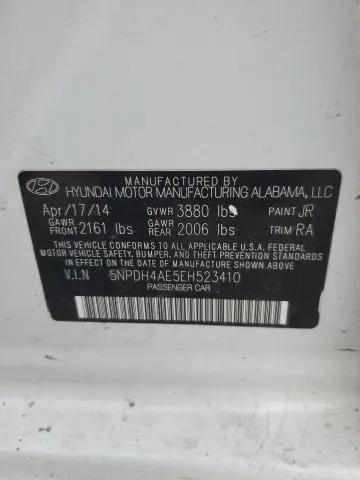 MANUFACTURED BY
HYUNDAI MOTOR MANUFACTURING ALABAMA, LLC
Apr/17/14 GVWR 3880 lbs PAINT JR
GAWR FRONT 2161 lbs GAWR REAR 2006 lbs TRIM RA
THIS VEHICLE CONFORMS TO ALL APPLICABLE U.S.A. FEDERAL
MOTOR VEHICLE SAFETY, BUMPER, AND THEFT PREVENTION
STANDARDS IN EFFECT ON THE DATE OF MANUFACTURE SHOWN ABOVE.
V.I.N 5NPDH4AE5EH523410
PASSENGER CAR